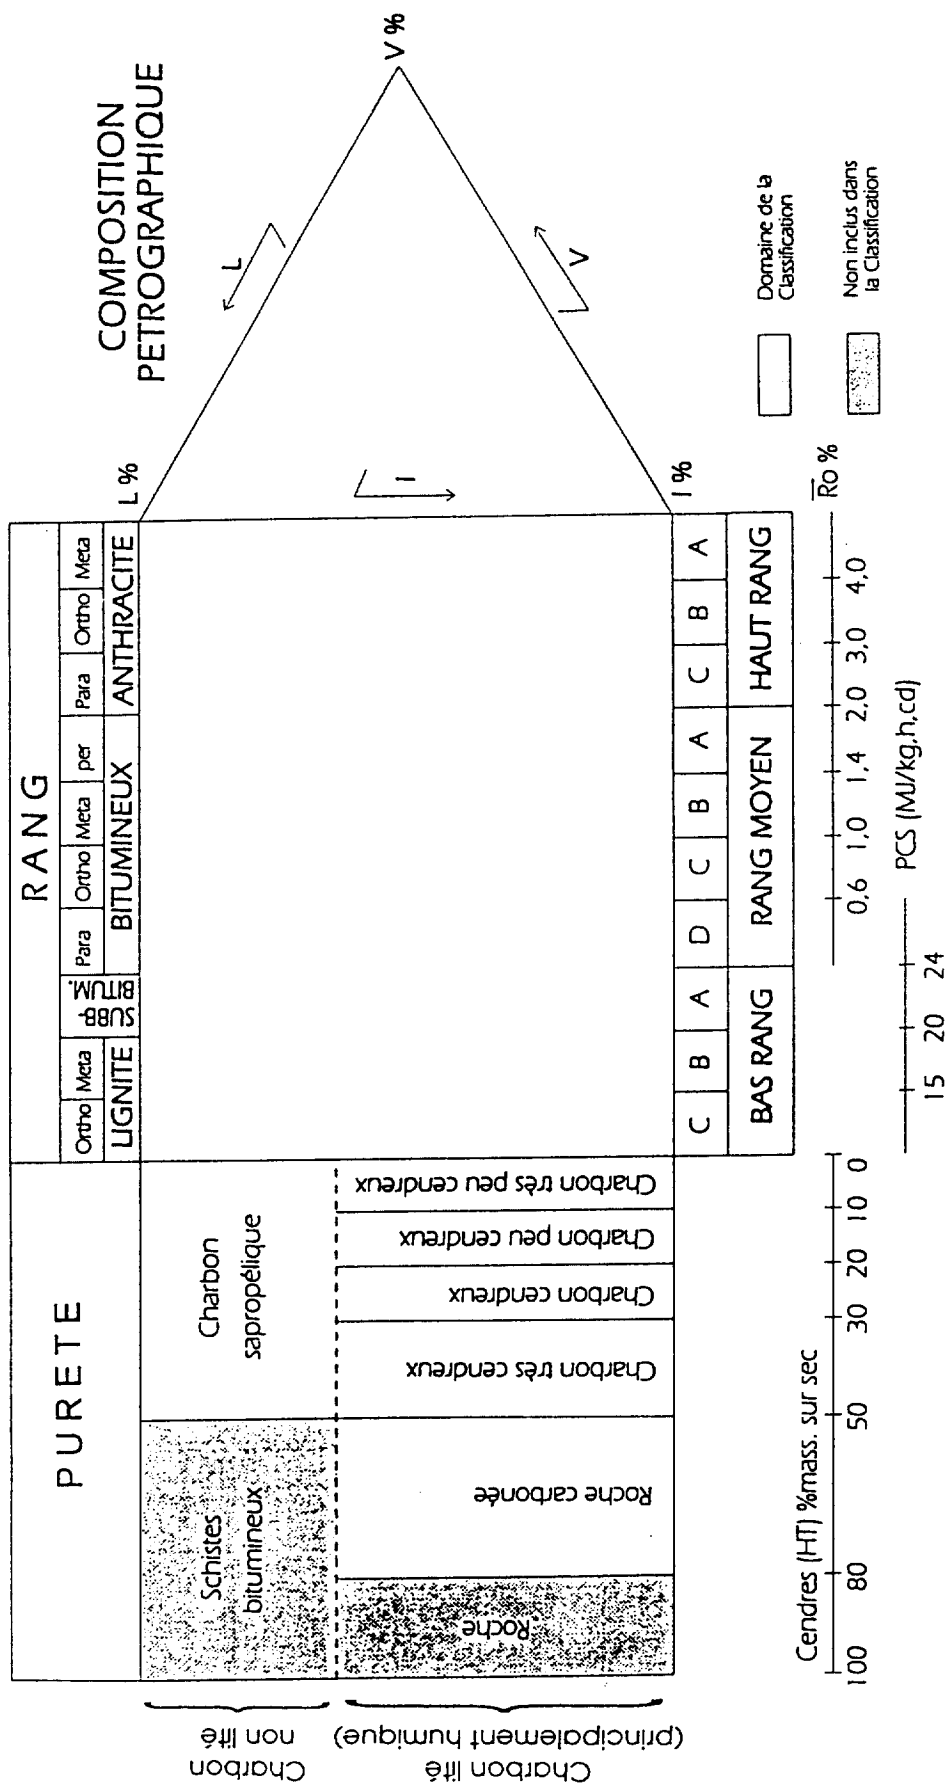 COMPOSITION
PETROGRAPHIQUE
PURETE
RANG
Ortho Meta
SUBB-
BITUM.
Para Ortho Meta per
Para Ortho Meta
LIGNITE
BITUMINEUX
ANTHRACITE
L %
V %
I %
L
I
V
Charbon
non lité
Charbon lité
(principalement humique)
Schistes
bitumineux
Charbon
sapropélique
Roche
Roche carbonée
Charbon très cendreux
Charbon cendreux
Charbon peu cendreux
Charbon très peu cendreux
C B A D C B A C B A
BAS RANG
RANG MOYEN
HAUT RANG
Domaine de la
Classification
Non inclus dans
la Classification
Cendres (HT) %mass. sur sec
100 80 50 30 20 10 0
0,6 1,0 1,4 2,0 3,0 4,0
Ro %
15 20 24
PCS (MJ/kg,h,cd)